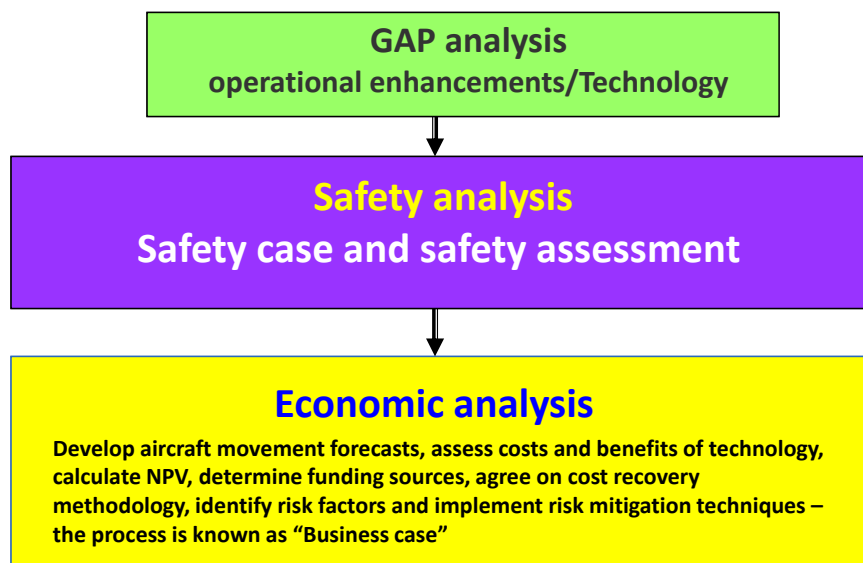 GAP analysis
operational enhancements/Technology
Safety analysis
Safety case and safety assessment
Economic analysis
Develop aircraft movement forecasts, assess costs and benefits of technology,
calculate NPV, determine funding sources, agree on cost recovery
methodology, identify risk factors and implement risk mitigation techniques –
the process is known as “Business case”